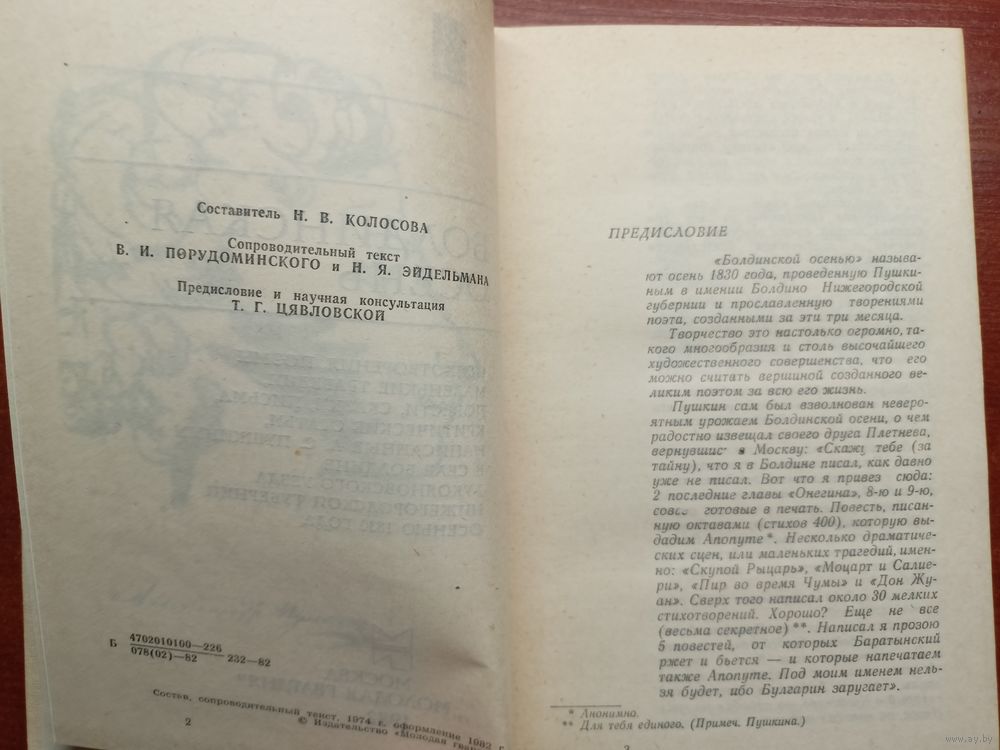 Составитель Н. В. КОЛОСОВА
Сопроводительный текст
В. И. ПОРУДОМИНСКОГО и Н. Я. ЭЙДЕЛЬМАНА
Предисловие и научная консультация
Т. Г. ЦЯВЛОВСКОЙ
Б 4702010100—226
078(02)—82
232—82
Состав, сопроводительный текст, 1974 г. оформление 1982 г.
© Издательство «Молодая
2
ПРЕДИСЛОВИЕ
«Болдинской осенью» называ-
ют осень 1830 года, проведенную Пушки-
ным в имении Болдино Нижегородской
губернии и прославленную творениями
поэта, созданными за эти три месяца.
Творчество это настолько огромно, та-
кого многообразия и столь высочайшего
художественного совершенства, что его
можно считать вершиной созданного ве-
ликим поэтом за всю его жизнь.
Пушкин сам был взволнован неверо-
ятным урожаем Болдинской осени, о чем
радостно извещал своего друга Плетнева,
вернувшис в Москву: «Скажу тебе (за
тайну), что я в Болдине писал, как давно
уже не писал. Вот что я привез сюда:
2 последние главы «Онегина», 8-ю и 9-ю,
совсе готовые в печать. Повесть, писан-
ную октавами (стихов 400), которую вы-
дадим Anonyme*. Несколько драматиче-
ских сцен, или маленьких трагедий, имен-
но: «Скупой Рыцарь», «Моцарт и Салье-
ри», «Пир во время Чумы» и «Дон Жу-
ан». Сверх того написал около 30 мелких
стихотворений. Хорошо? Еще не все
(весьма секретное)**. Написал я прозою
5 повестей, от которых Баратынский
ржет и бьется — и которые напечатаем
также Anonyme. Под моим именем нель-
зя будет, ибо Булгарин заругает».
* Анонимно.
** Для тебя единого. (Примеч. Пушкина.)
3
www.ay.by